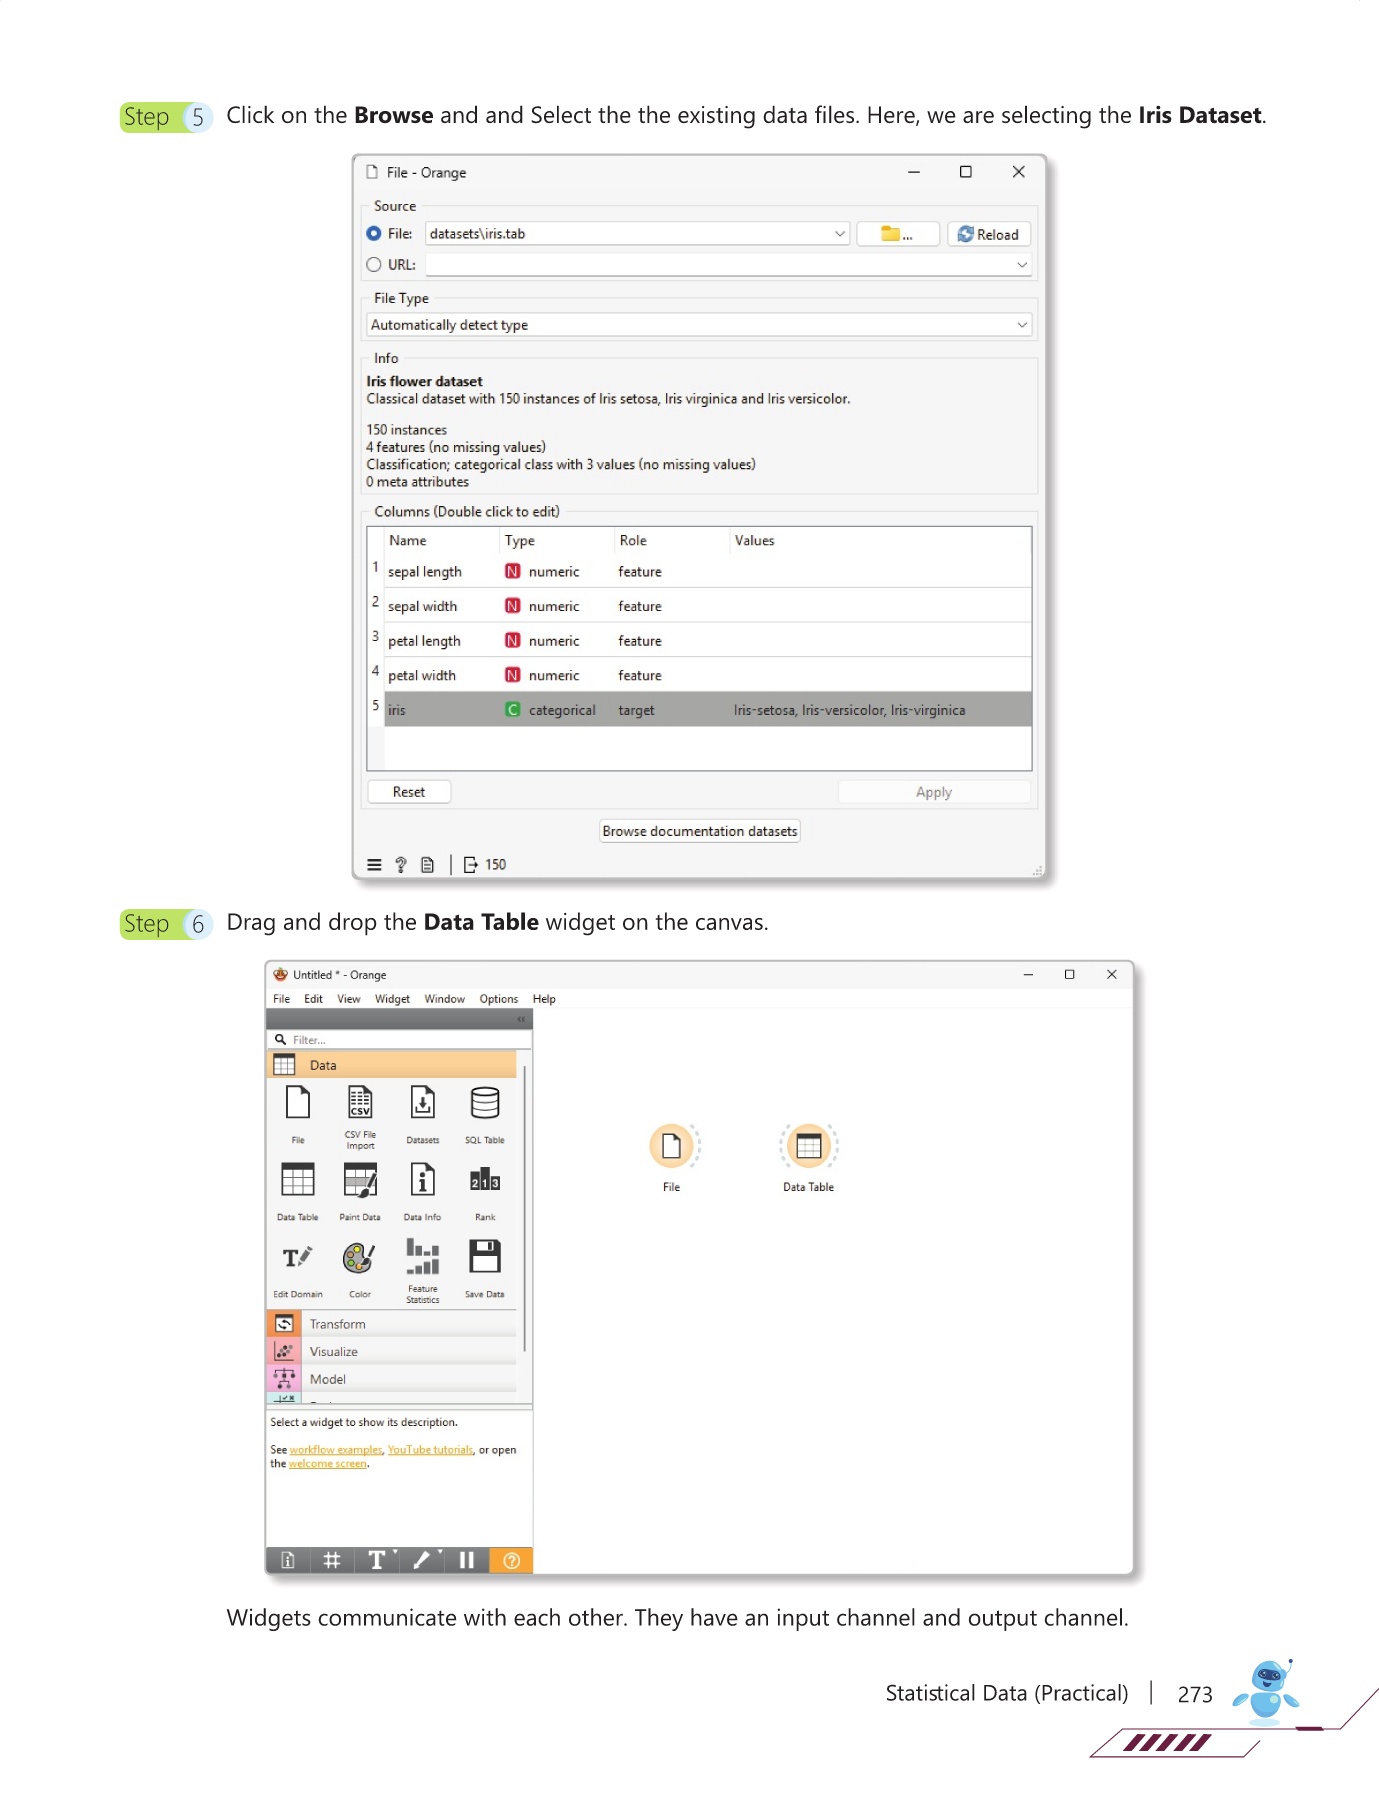 Step 5 Click on the Browse and and Select the the existing data files. Here, we are selecting the Iris Dataset.
File - Orange
Source
File: datasets\iris.tab ... Reload
URL:
File Type
Automatically detect type
Info
Iris flower dataset
Classical dataset with 150 instances of Iris setosa, Iris virginica and Iris versicolor.
150 instances
4 features (no missing values)
Classification; categorical class with 3 values (no missing values)
0 meta attributes
Columns (Double click to edit)
Name Type Role Values
1 sepal length N numeric feature
2 sepal width N numeric feature
3 petal length N numeric feature
4 petal width N numeric feature
5 iris C categorical target Iris-setosa, Iris-versicolor, Iris-virginica
Reset Apply
Browse documentation datasets
? 150
Step 6 Drag and drop the Data Table widget on the canvas.
Untitled * - Orange
File Edit View Widget Window Options Help
Filter...
Data
CSV
File CSV File Import Datasets SQL Table
2 1 3
Data Table Paint Data Data Info Rank
T
Edit Domain Color Feature Statistics Save Data
Transform
Visualize
Model
Select a widget to show its description.
See workflow examples, YouTube tutorials, or open
the welcome screen.
File Data Table
T ?
Widgets communicate with each other. They have an input channel and output channel.
Statistical Data (Practical) | 273